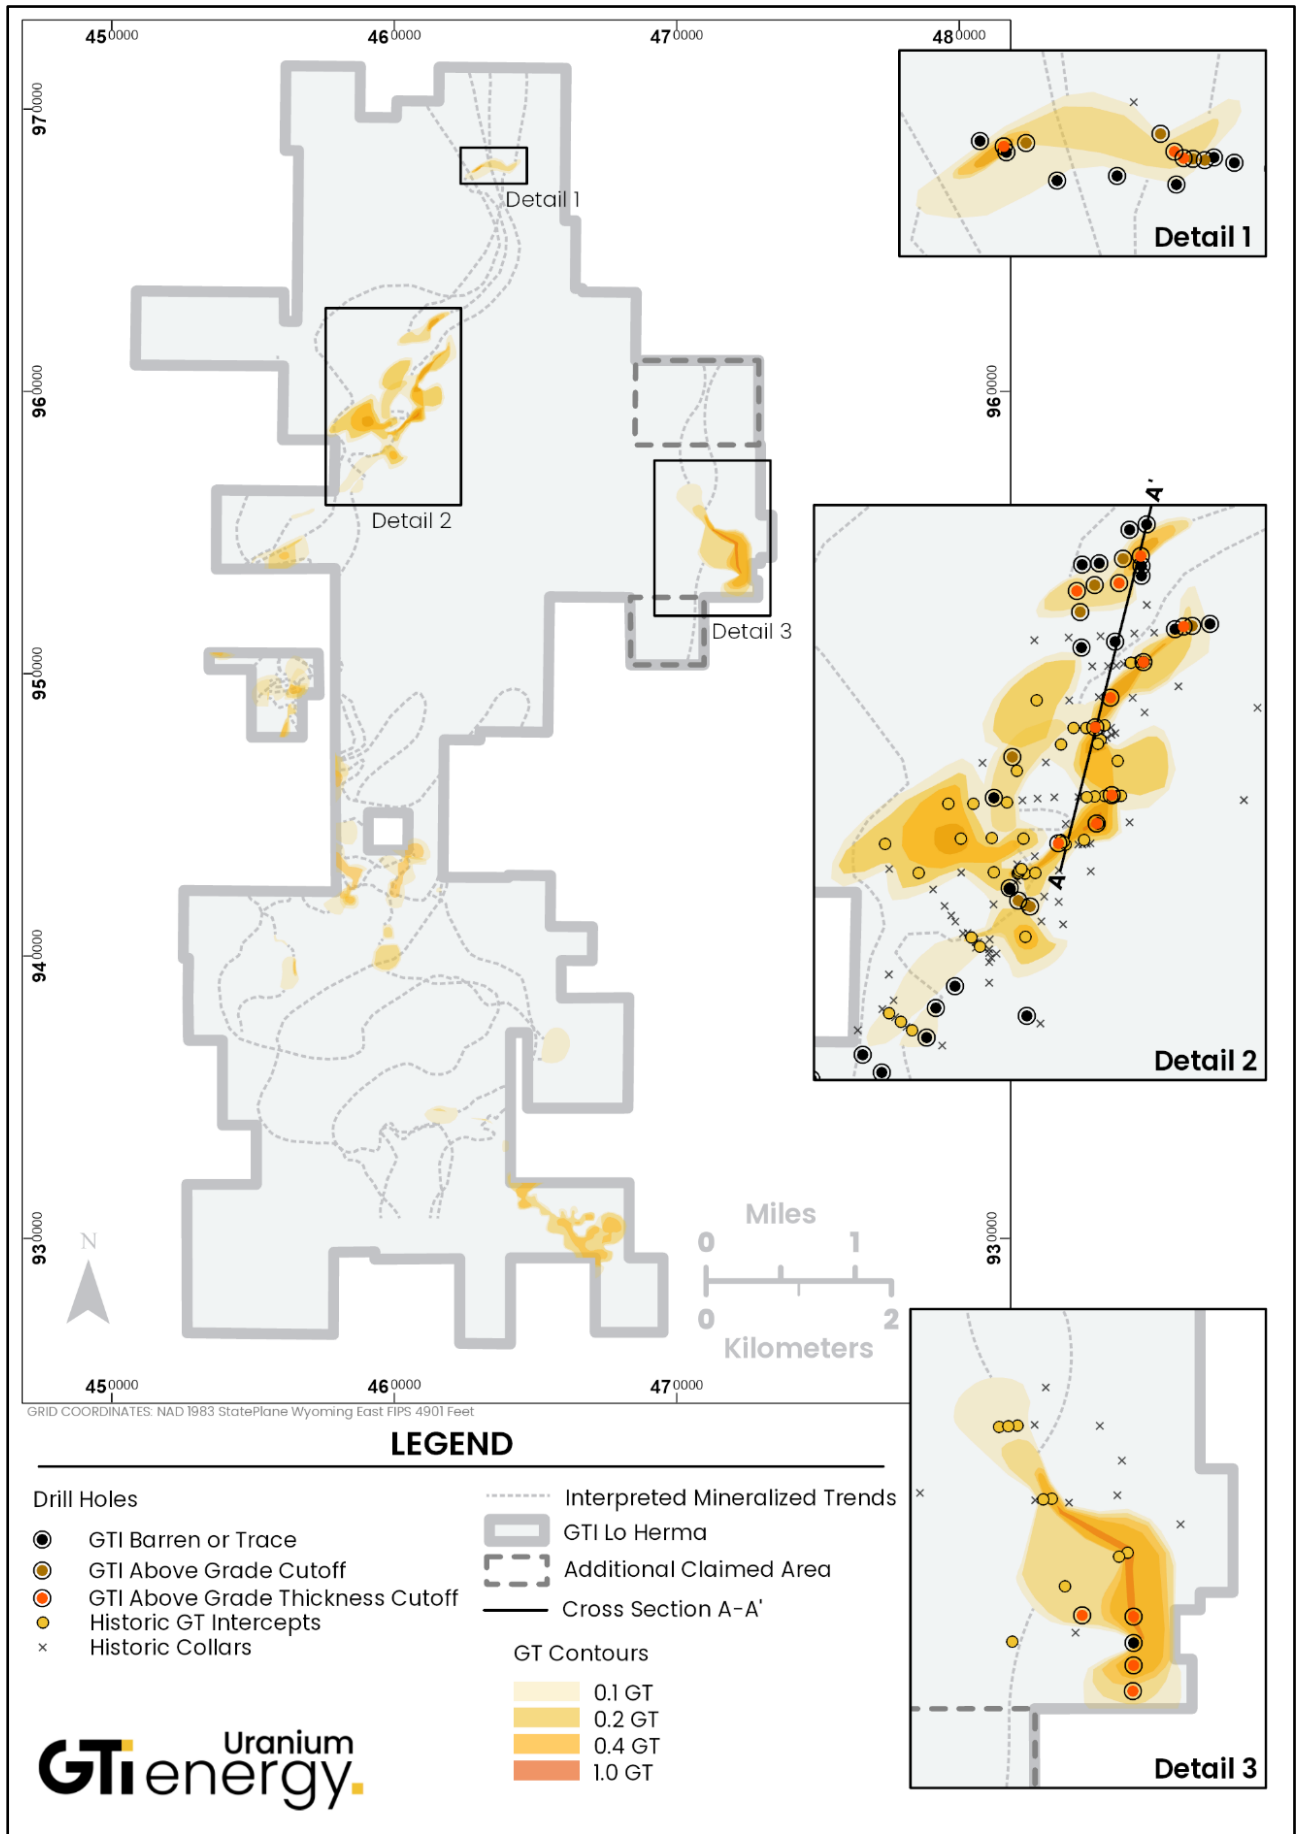 450000
460000
470000
480000
970000
960000
950000
940000
930000
960000
930000
Detail 1
Detail 1
Detail 2
Detail 3
A'
A
Detail 2
N
Miles
0 1
0 2
Kilometers
450000
460000
470000
GRID COORDINATES: NAD 1983 StatePlane Wyoming East FIPS 4901 Feet
Detail 3
LEGEND
Drill Holes
GTI Barren or Trace
GTI Above Grade Cutoff
GTI Above Grade Thickness Cutoff
Historic GT Intercepts
Historic Collars
Interpreted Mineralized Trends
GTI Lo Herma
Additional Claimed Area
Cross Section A-A'
GT Contours
0.1 GT
0.2 GT
0.4 GT
1.0 GT
Uranium
GTi energy.